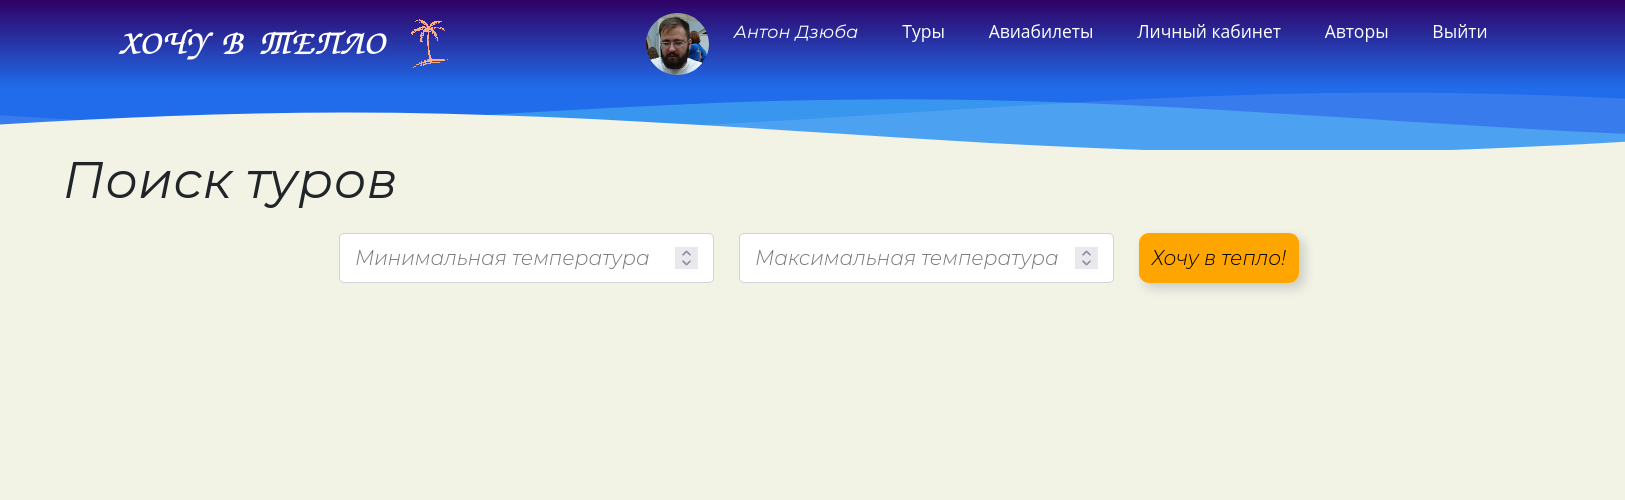 ХОЧУ В ТЕПЛО
Антон Дзюба Туры Авиабилеты Личный кабинет Авторы Выйти
Поиск туров
Минимальная температура Максимальная температура Хочу в тепло!